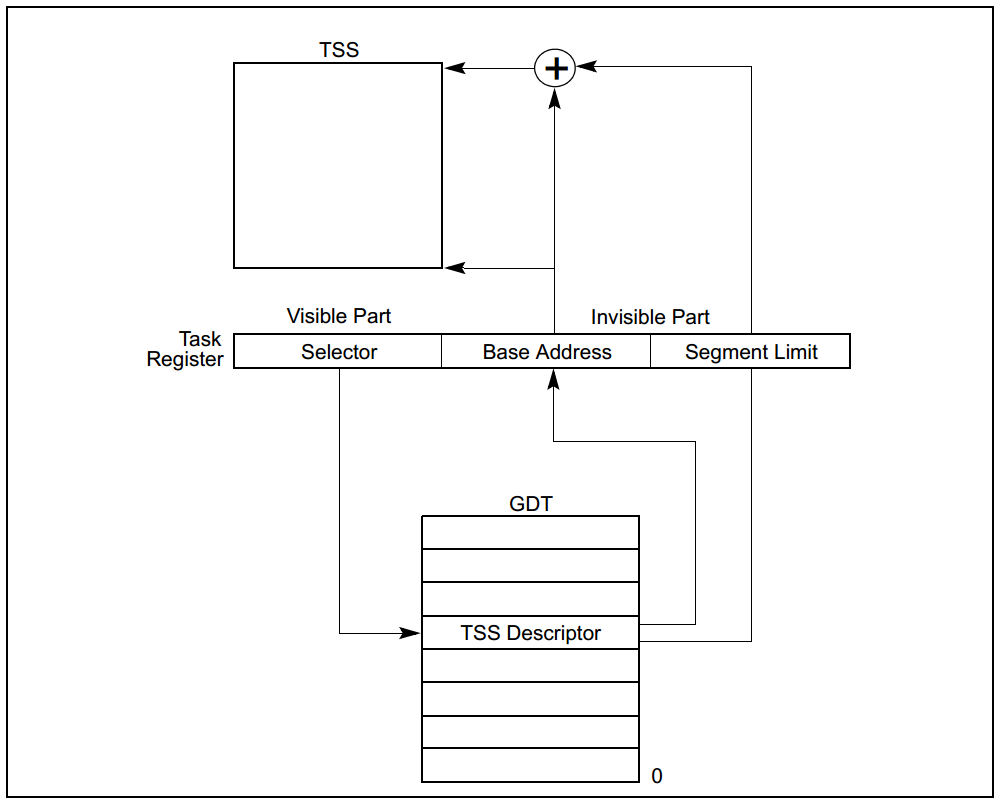 TSS
+
Visible Part
Invisible Part
Task
Register
Selector
Base Address
Segment Limit
GDT
TSS Descriptor
0